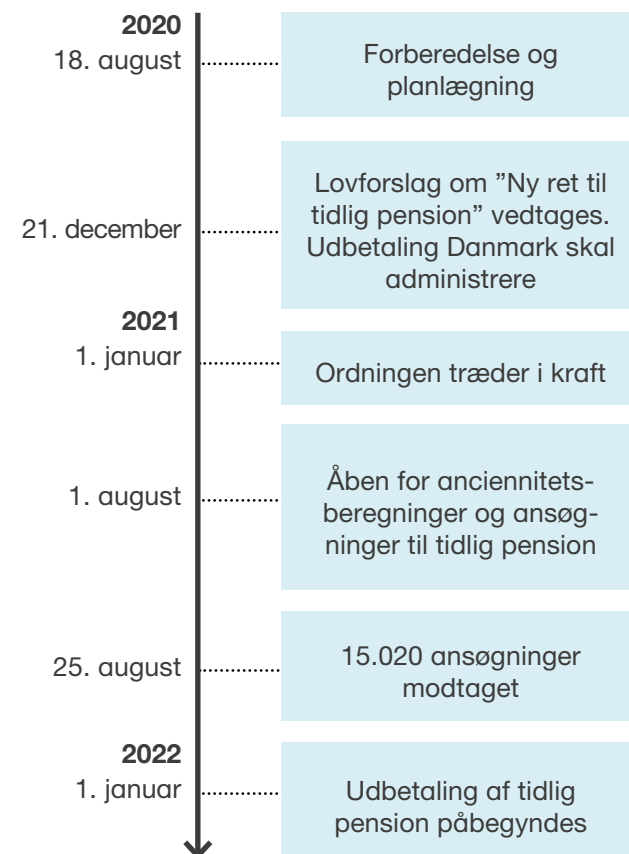 2020
18. august
Forberedelse og
planlægning
21. december
Lovforslag om ”Ny ret til
tidlig pension” vedtages.
Udbetaling Danmark skal
administrere
2021
1. januar
Ordningen træder i kraft
1. august
Åben for anciennitets-
beregninger og ansøg-
ninger til tidlig pension
25. august
15.020 ansøgninger
modtaget
2022
1. januar
Udbetaling af tidlig
pension påbegyndes